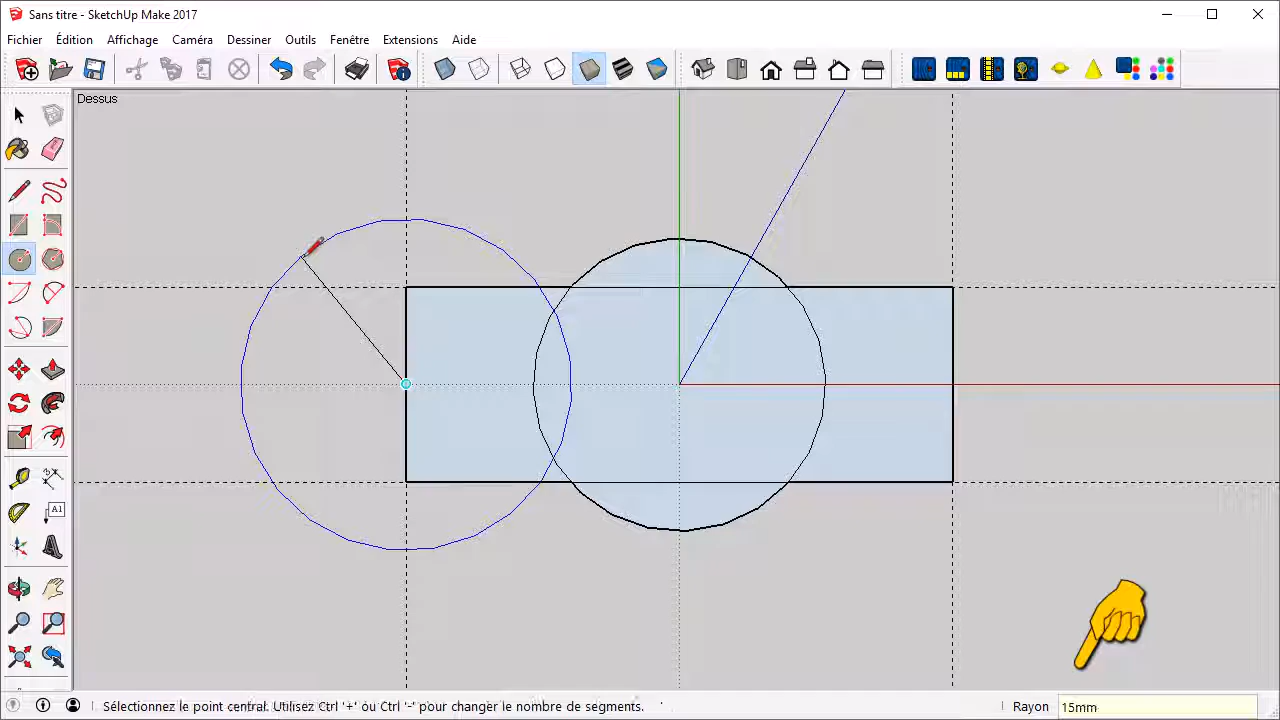 Sans titre - SketchUp Make 2017
Fichier Édition Affichage Caméra Dessiner Outils Fenêtre Extensions Aide
Dessus
A1
Sélectionnez le point central. Utilisez Ctrl '+' ou Ctrl '-' pour changer le nombre de segments. Rayon 15mm